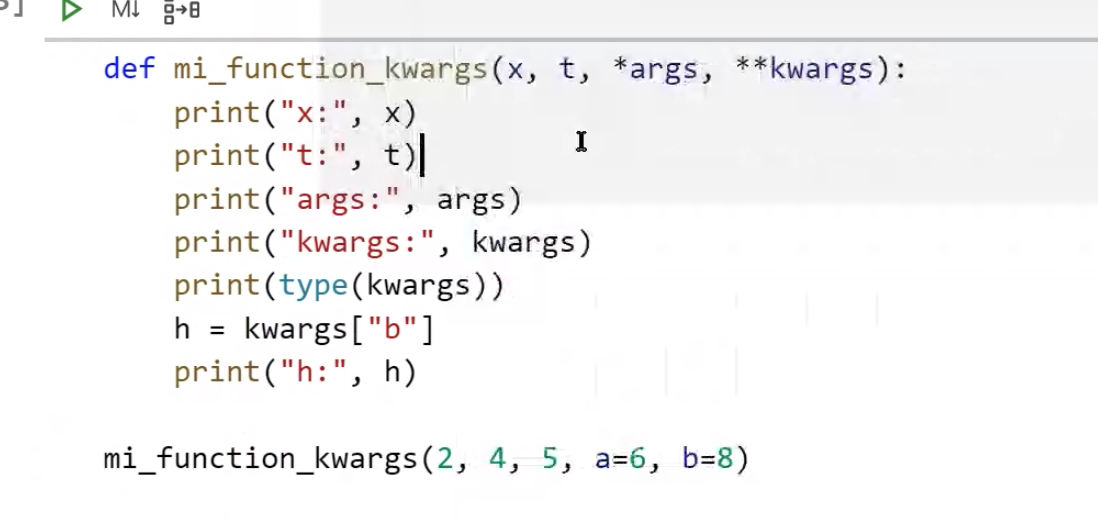 M↓
def mi_function_kwargs(x, t, *args, **kwargs):
    print("x:", x)
    print("t:", t)
    print("args:", args)
    print("kwargs:", kwargs)
    print(type(kwargs))
    h = kwargs["b"]
    print("h:", h)
mi_function_kwargs(2, 4, 5, a=6, b=8)